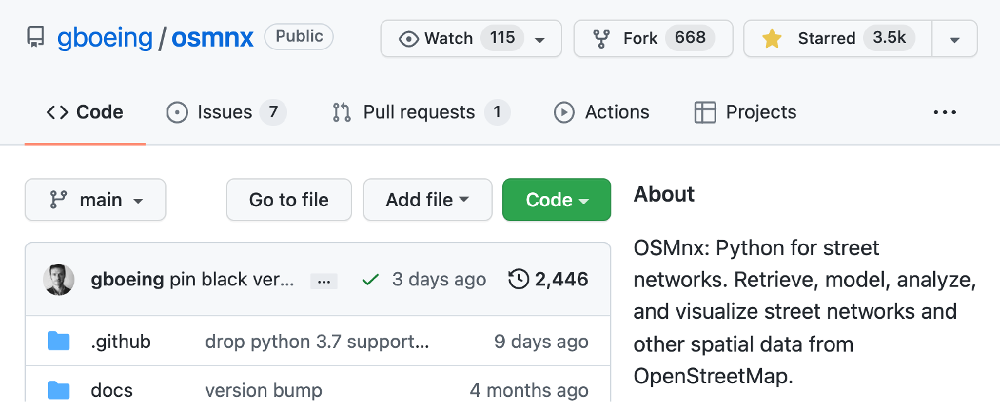 gboeing / osmnx Public Watch 115 Fork 668 Starred 3.5k
Code Issues 7 Pull requests 1 Actions Projects ...
main Go to file Add file Code
gboeing pin black ver... ... 3 days ago 2,446
.github drop python 3.7 support... 9 days ago
docs version bump 4 months ago
About
OSMnx: Python for street
networks. Retrieve, model, analyze,
and visualize street networks and
other spatial data from
OpenStreetMap.